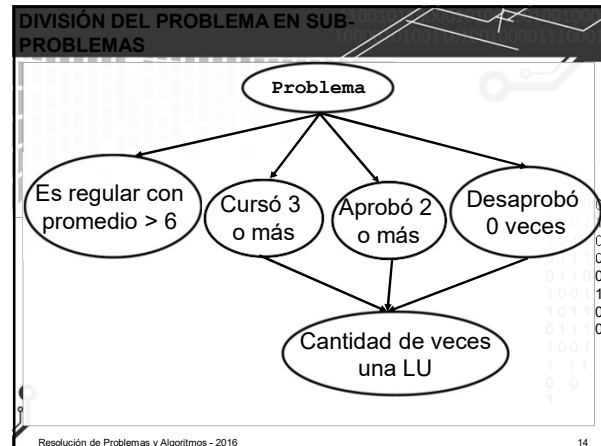 DIVISIÓN DEL PROBLEMA EN SUB-
PROBLEMAS
Problema
Es regular con
promedio > 6
Cursó 3
o más
Aprobó 2
o más
Desaprobó
0 veces
Cantidad de veces
una LU
Resolución de Problemas y Algoritmos - 2016
14